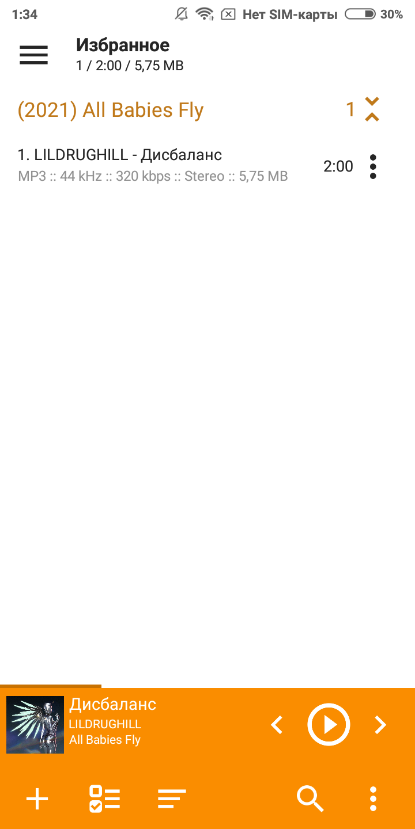 1:34 Нет SIM-карты 30%
Избранное
1 / 2:00 / 5,75 MB
(2021) All Babies Fly 1
1. LILDRUGHILL - Дисбаланс 2:00
MP3 :: 44 kHz :: 320 kbps :: Stereo :: 5,75 MB
Дисбаланс
LILDRUGHILL
All Babies Fly